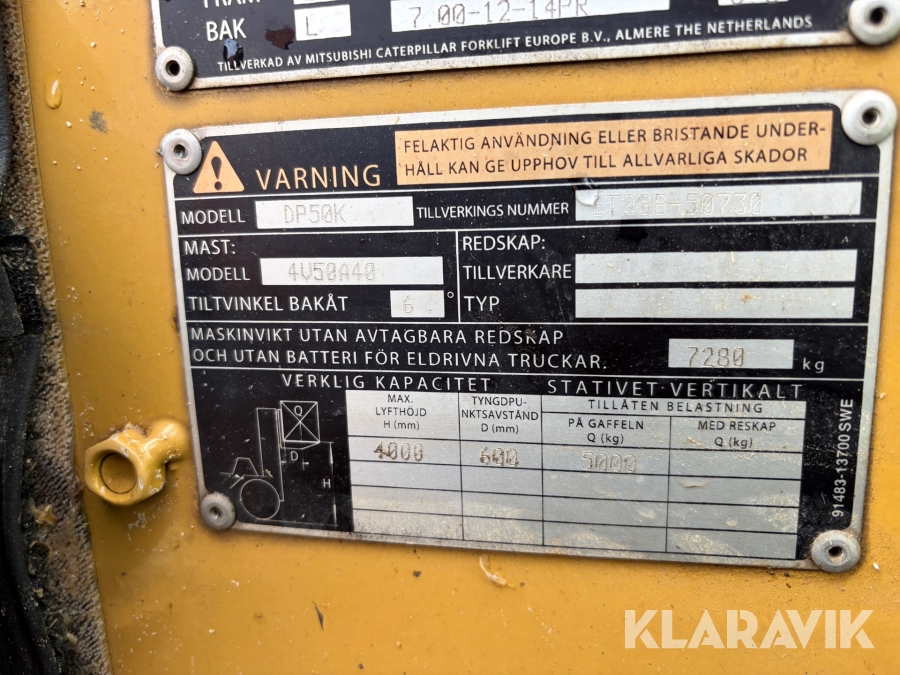 BAK L 7.00-12-14PR
TILLVERKAD AV MITSUBISHI CATERPILLAR FORKLIFT EUROPE B.V., ALMERE THE NETHERLANDS
VARNING
FELAKTIG ANVÄNDNING ELLER BRISTANDE UNDER-
HÅLL KAN GE UPPHOV TILL ALLVARLIGA SKADOR
MODELL DP50K TILLVERKINGS NUMMER
MAST:
MODELL 4V50A40
TILTVINKEL BAKÅT 6 °
REDSKAP:
TILLVERKARE
TYP
MASKINVIKT UTAN AVTAGBARA REDSKAP
OCH UTAN BATTERI FÖR ELDRIVNA TRUCKAR. 7280 kg
VERKLIG KAPACITET STATIVET VERTIKALT
MAX.
LYFTHÖJD
H (mm)
TYNGDPU-
NKTSAVSTÅND
D (mm)
TILLÅTEN BELASTNING
PÅ GAFFELN
Q (kg)
MED RESKAP
Q (kg)
4000 600 5000
Q
D
H
91483-13700 SWE
KLARAVIK